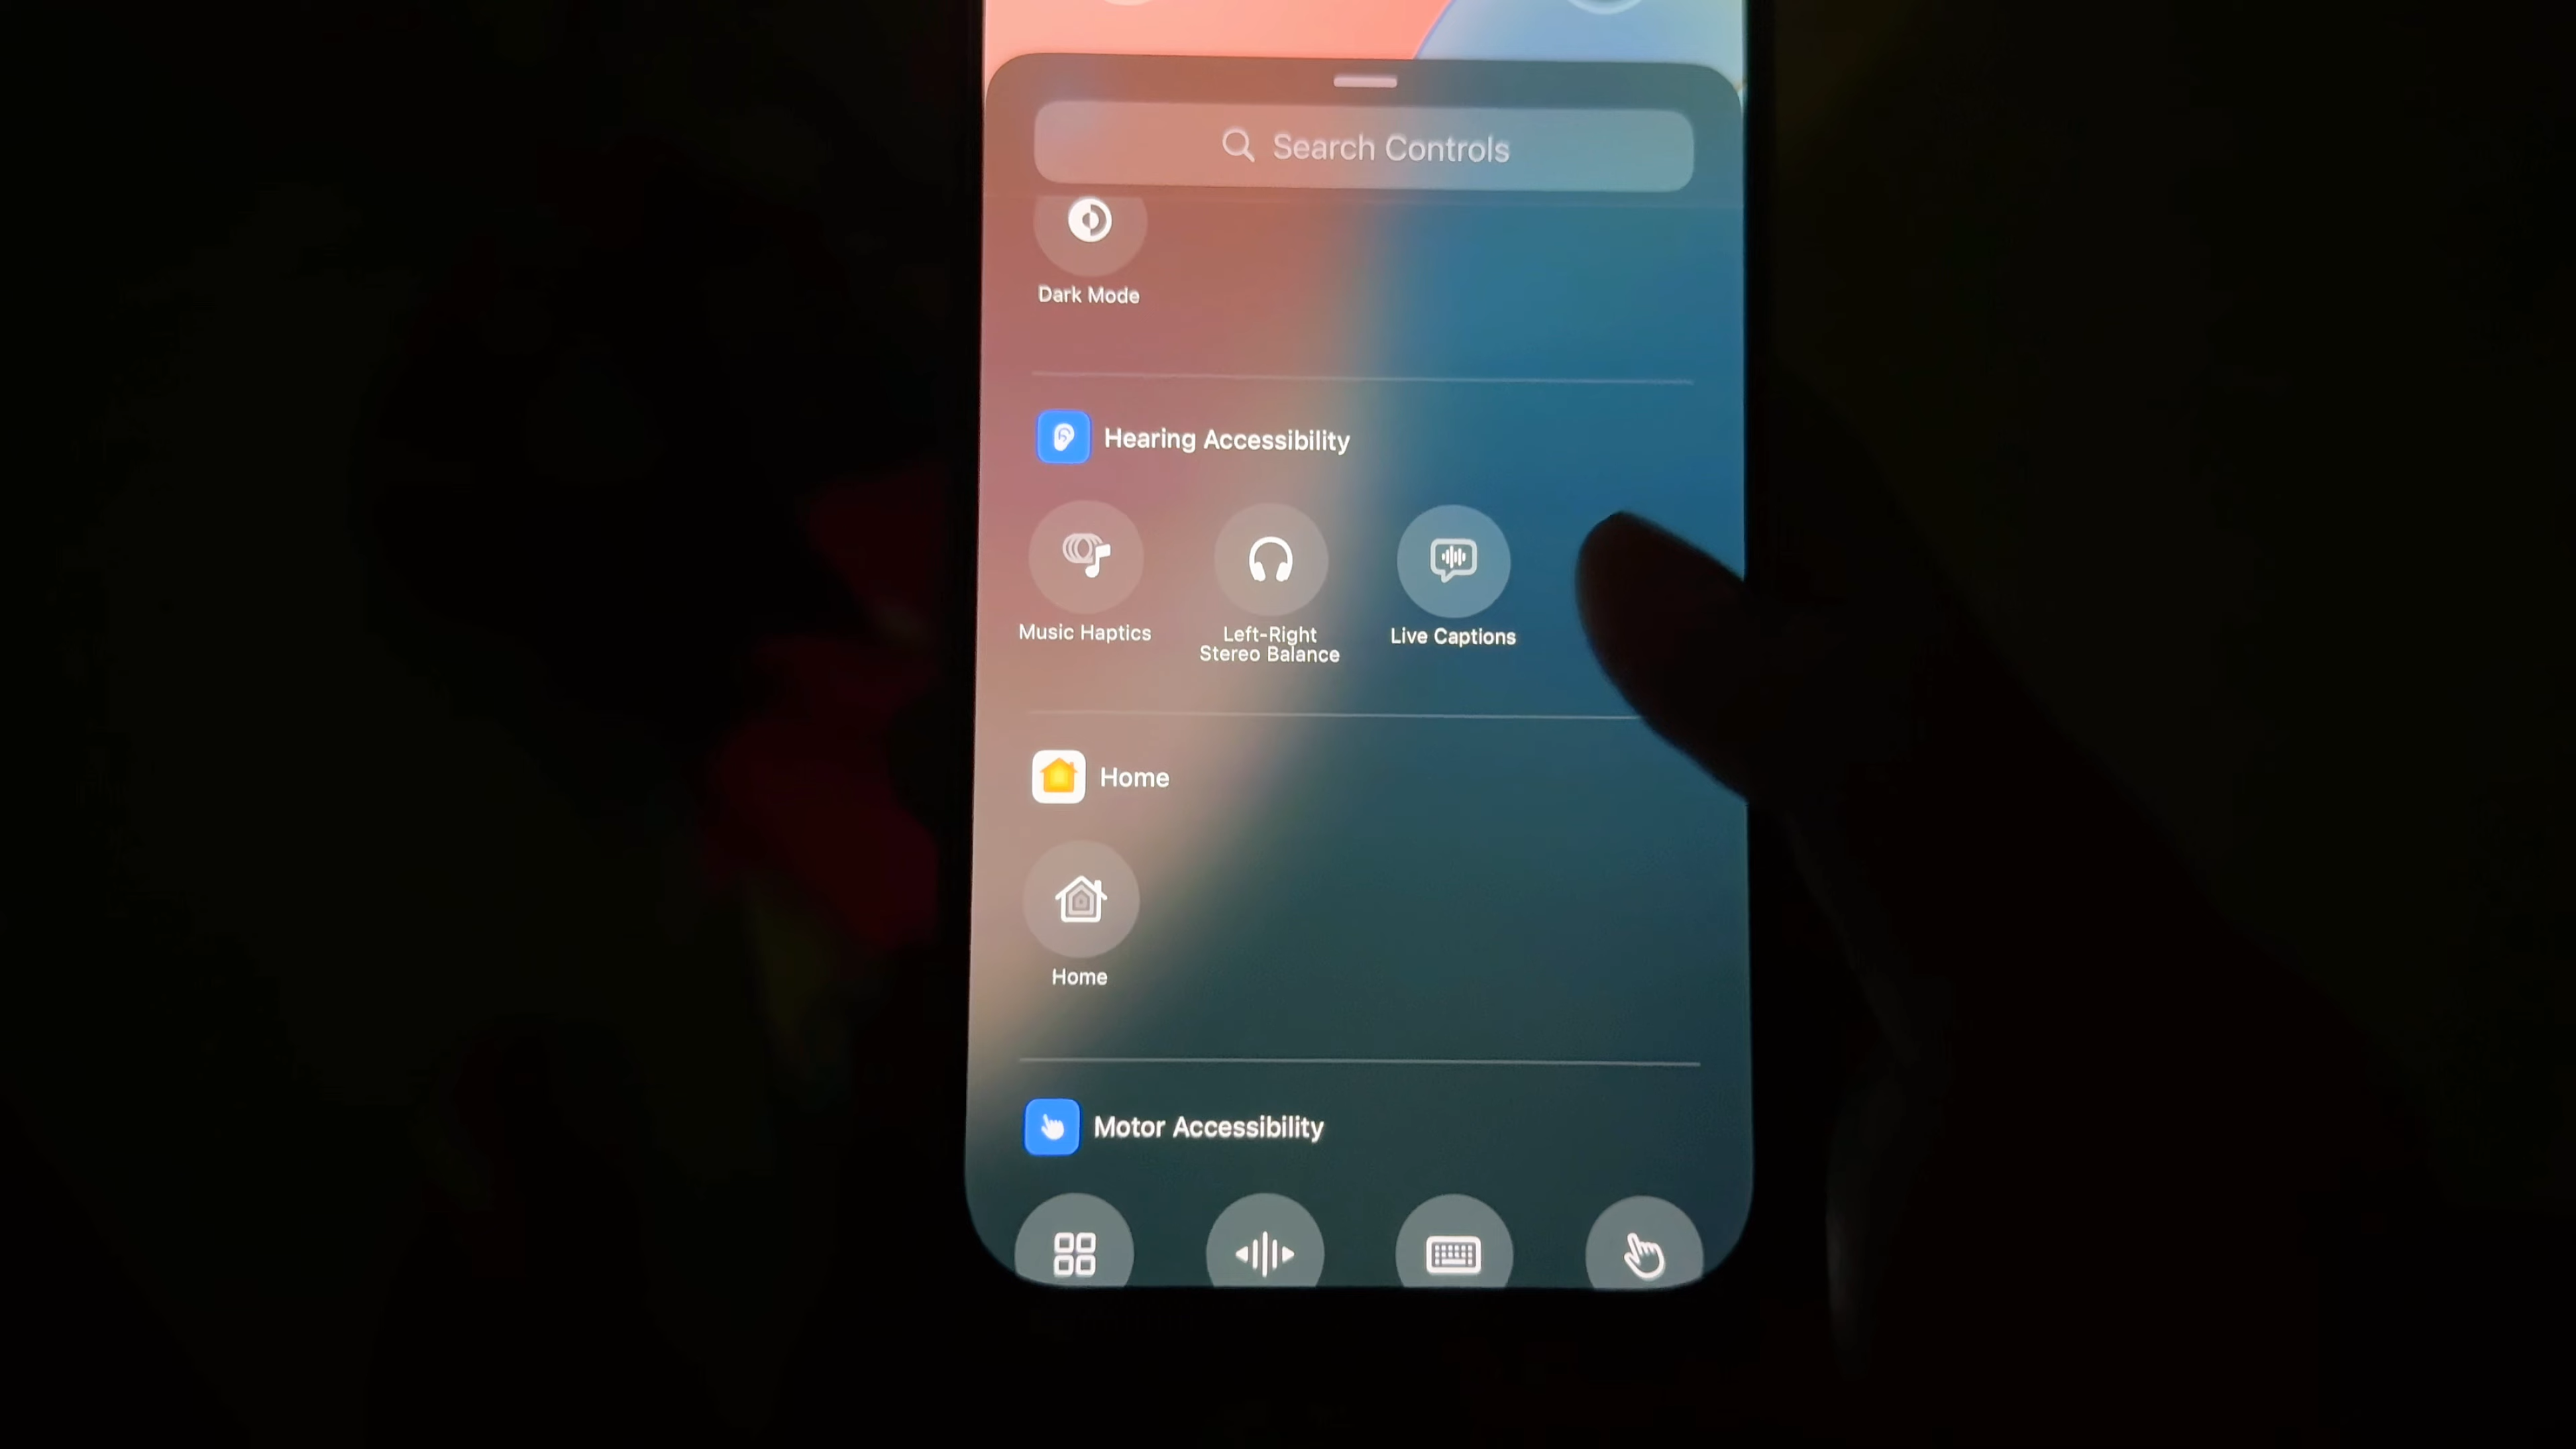 Search Controls
Dark Mode
Hearing Accessibility
Music Haptics
Left-Right
Stereo Balance
Live Captions
Home
Home
Motor Accessibility